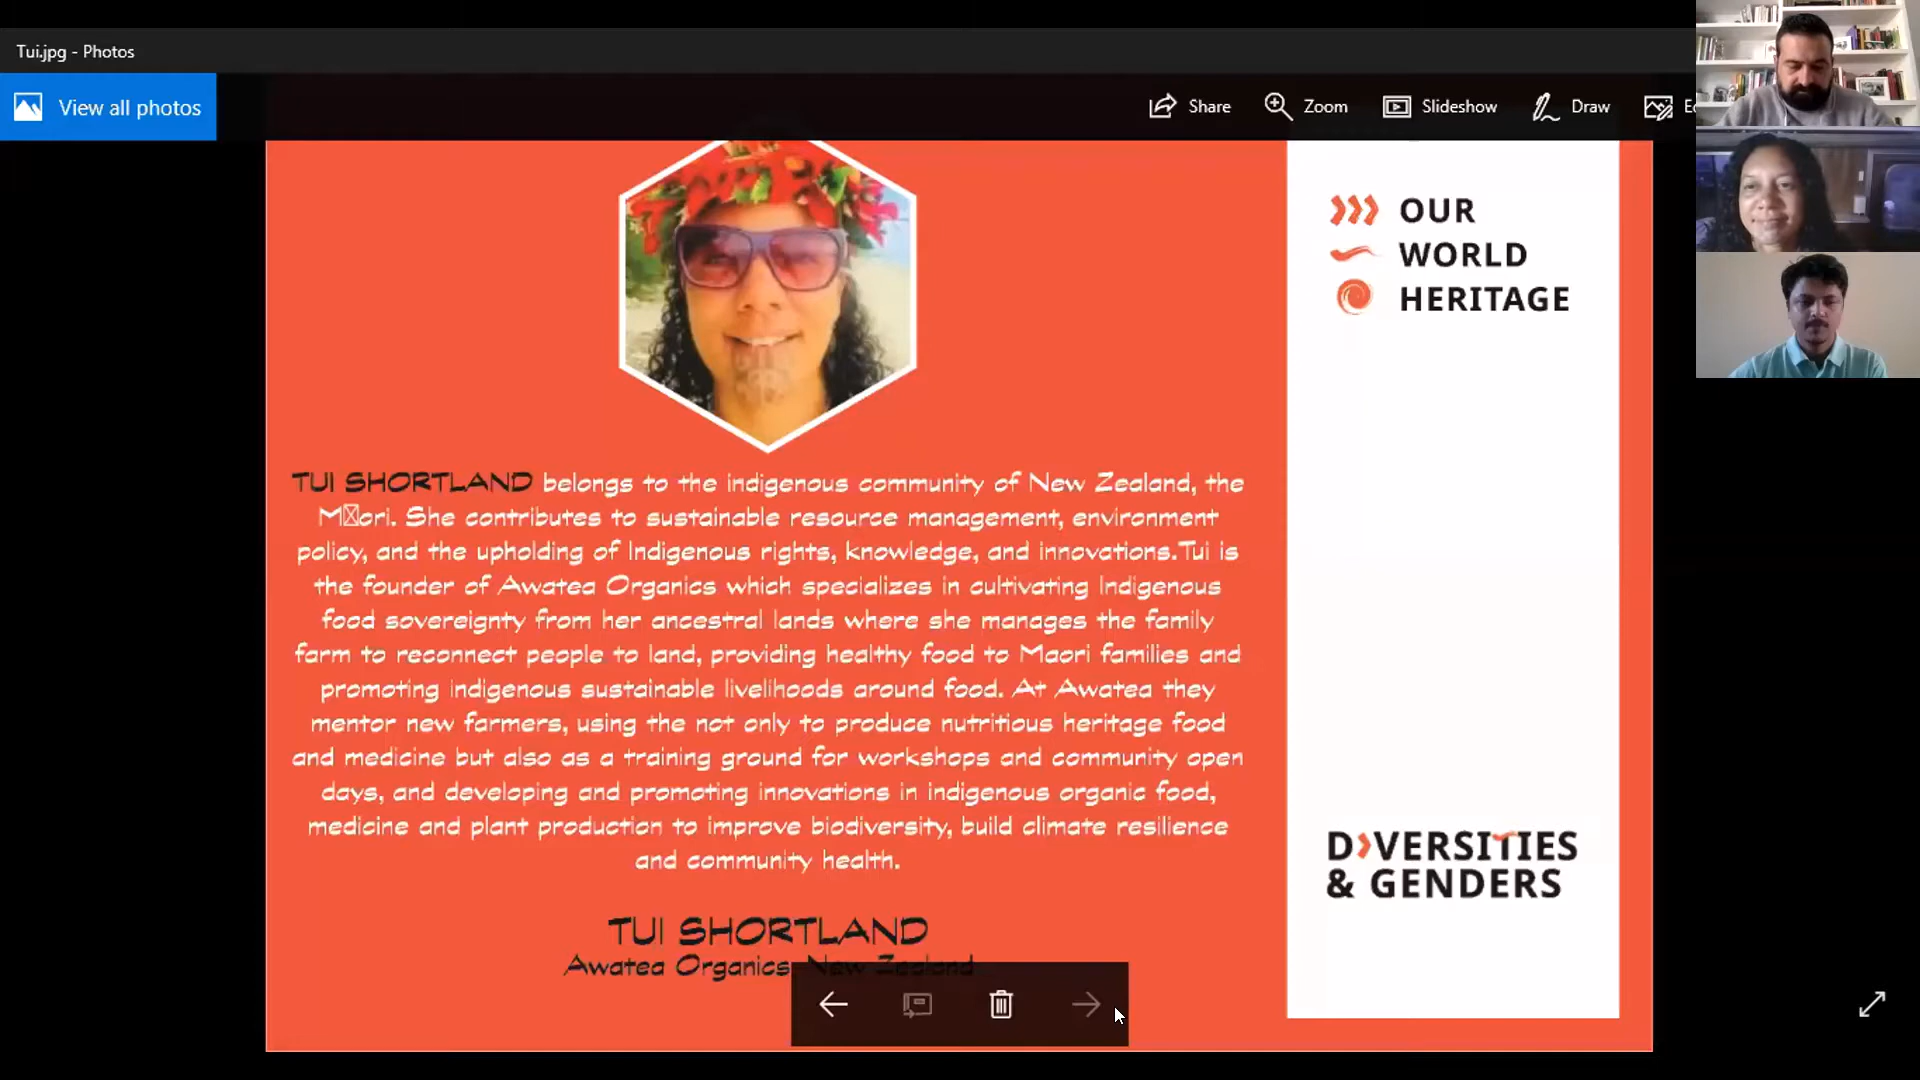 Tui.jpg - Photos
View all photos
Share
Zoom
Slideshow
Draw
OUR
WORLD
HERITAGE
TUI SHORTLAND belongs to the indigenous community of New Zealand, the
M▯ori. She contributes to sustainable resource management, environment
policy, and the upholding of Indigenous rights, knowledge, and innovations.Tui is
the founder of Awatea Organics which specializes in cultivating Indigenous
food sovereignty from her ancestral lands where she manages the family
farm to reconnect people to land, providing healthy food to Maori families and
promoting indigenous sustainable livelihoods around food. At Awatea they
mentor new farmers, using the not only to produce nutritious heritage food
and medicine but also as a training ground for workshops and community open
days, and developing and promoting innovations in indigenous organic food,
medicine and plant production to improve biodiversity, build climate resilience
and community health.
TUI SHORTLAND
Awatea Organics, New Zealand
DIVERSITIES
& GENDERS